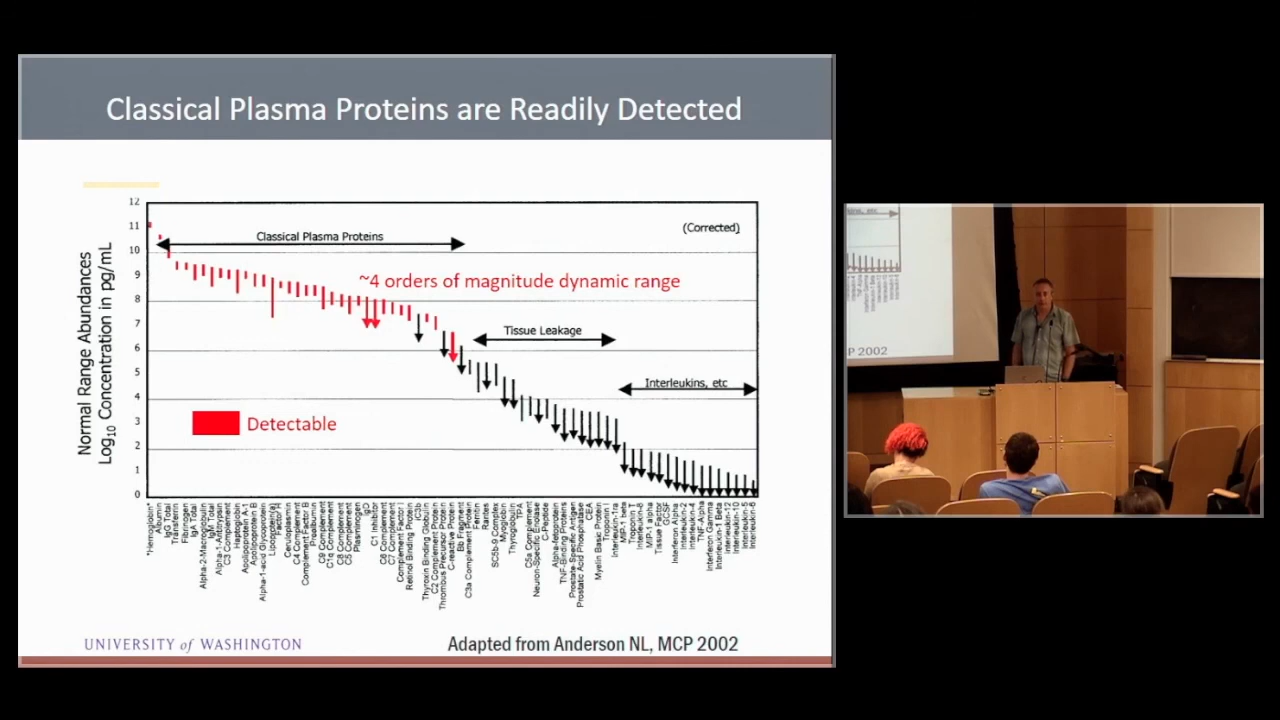 Classical Plasma Proteins are Readily Detected
Normal Range Abundances
Log10 Concentration in pg/mL
12
11
10
9
8
7
6
5
4
3
2
1
0
Classical Plasma Proteins
(Corrected)
~4 orders of magnitude dynamic range
Tissue Leakage
Interleukins, etc
Detectable
*Hemoglobin*
Albumin
IgG Total
Transferrin
Fibrinogen
IgA Total
Alpha-2-Macroglobulin
IgM Total
Alpha-1-Antitrypsin
C3 Complement
Haptoglobin
Apolipoprotein A-1
Apolipoprotein B
Alpha-1-acid Glycoprotein
Lipoprotein(a)
Factor H
Ceruloplasmin
C4 Complement
Complement Factor B
Prealbumin
C9 Complement
C1q Complement
C8 Complement
C5 Complement
Plasminogen
IgD
C1 Inhibitor
C6 Complement
C7 Complement
Complement Factor I
Retinol Binding Protein
C3b
Thyroxin Binding Globulin
C2 Complement
Thrombus Precursor Protein
C-reactive Protein
Bb Fragment
C3a Complement
Ferritin
Rantes
SC5b-9 Complex
Myoglobin
Thyroglobulin
TPA
C5a Complement
Neuron-Specific Enolase
C-Peptide
Alpha-fetoprotein
TNF-Binding Proteins
Prostate-Specific Antigen
Prostatic Acid Phosphatase
CEA
Myelin Basic Protein
Troponin I
Interleukin-1ra
MIP-1 beta
Troponin T
Interleukin-8
MIP-1 alpha
Tissue Factor
GCSF
Interferon Alpha
Interleukin-2
Interleukin-4
TNF-Alpha
Interferon Gamma
Interleukin-1 Beta
Interleukin-12
Interleukin-10
Interleukin-5
Interleukin-6
UNIVERSITY of WASHINGTON
Adapted from Anderson NL, MCP 2002
P 2002